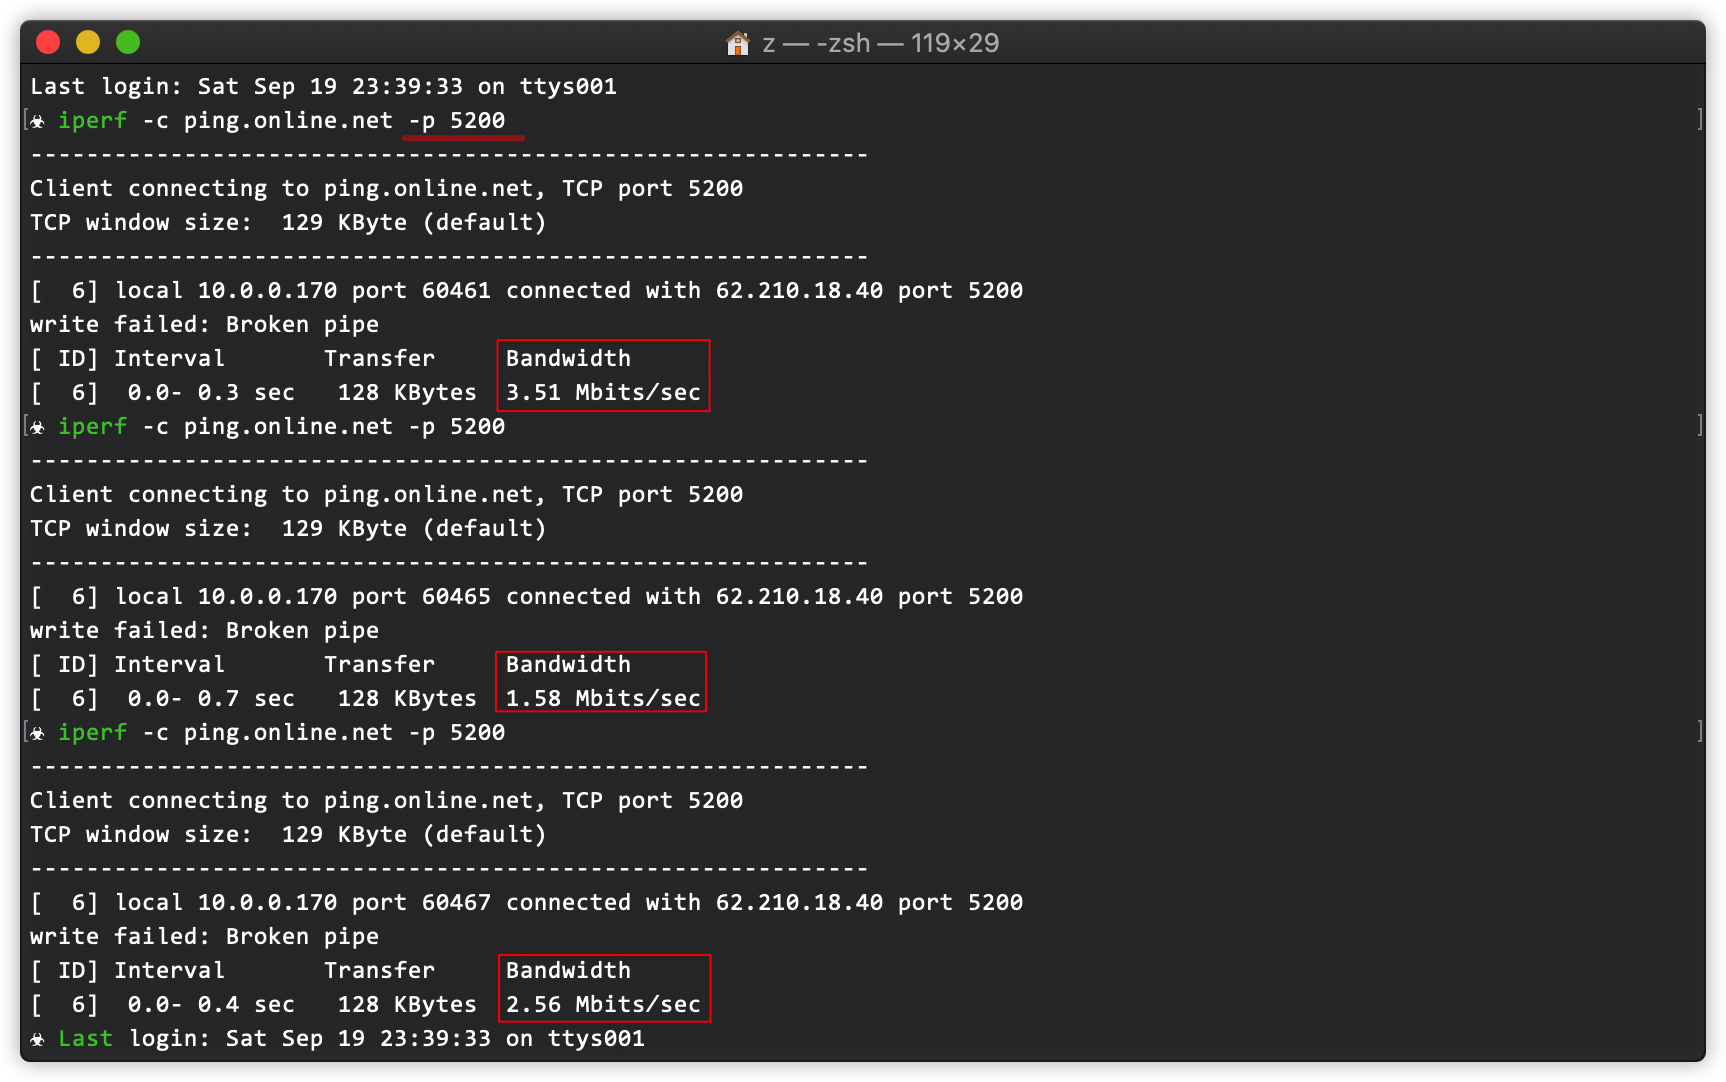 z — -zsh — 119×29
Last login: Sat Sep 19 23:39:33 on ttys001
[☣ iperf -c ping.online.net -p 5200 ]
------------------------------------------------------------
Client connecting to ping.online.net, TCP port 5200
TCP window size:  129 KByte (default)
------------------------------------------------------------
[  6] local 10.0.0.170 port 60461 connected with 62.210.18.40 port 5200
write failed: Broken pipe
[ ID] Interval       Transfer     Bandwidth
[  6]  0.0- 0.3 sec   128 KBytes  3.51 Mbits/sec
[☣ iperf -c ping.online.net -p 5200 ]
------------------------------------------------------------
Client connecting to ping.online.net, TCP port 5200
TCP window size:  129 KByte (default)
------------------------------------------------------------
[  6] local 10.0.0.170 port 60465 connected with 62.210.18.40 port 5200
write failed: Broken pipe
[ ID] Interval       Transfer     Bandwidth
[  6]  0.0- 0.7 sec   128 KBytes  1.58 Mbits/sec
[☣ iperf -c ping.online.net -p 5200 ]
------------------------------------------------------------
Client connecting to ping.online.net, TCP port 5200
TCP window size:  129 KByte (default)
------------------------------------------------------------
[  6] local 10.0.0.170 port 60467 connected with 62.210.18.40 port 5200
write failed: Broken pipe
[ ID] Interval       Transfer     Bandwidth
[  6]  0.0- 0.4 sec   128 KBytes  2.56 Mbits/sec
☣ Last login: Sat Sep 19 23:39:33 on ttys001